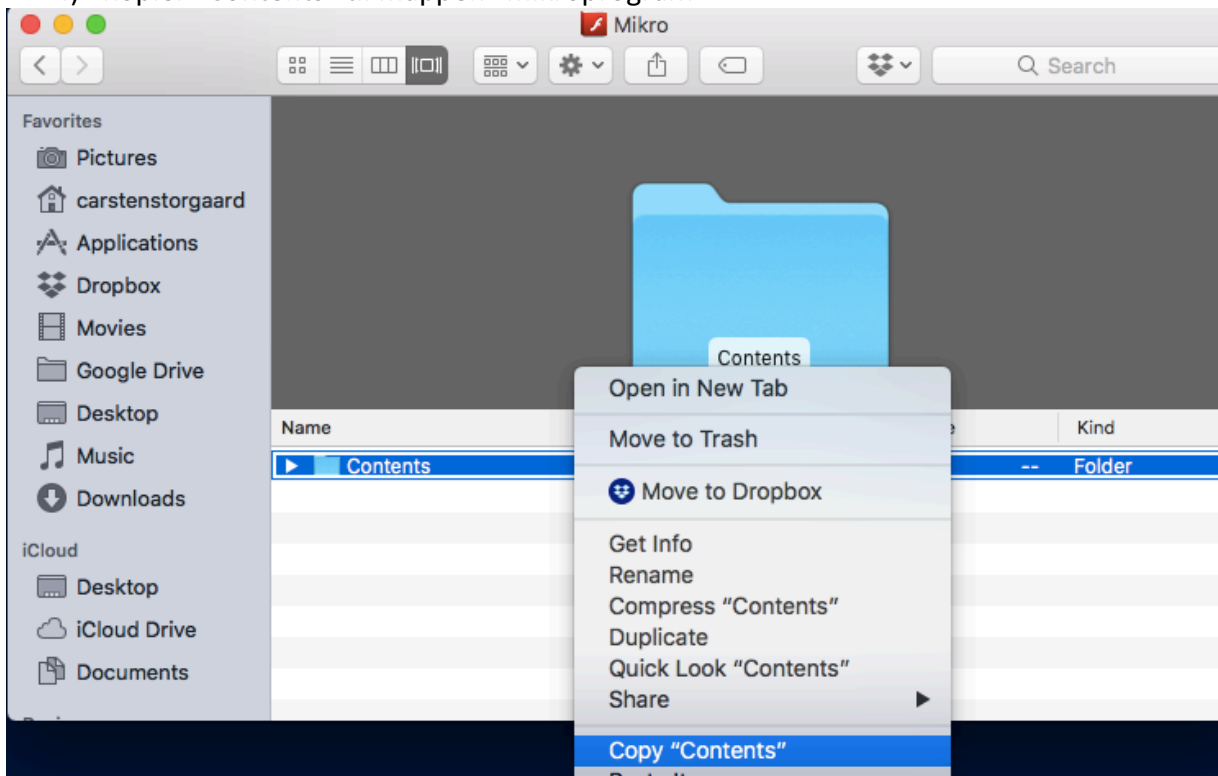 Mikro
Search
Favorites
Pictures
carstenstorgaard
Applications
Dropbox
Movies
Google Drive
Desktop
Music
Downloads
iCloud
Desktop
iCloud Drive
Documents
Contents
Name
Kind
Contents
-- Folder
Open in New Tab
Move to Trash
Move to Dropbox
Get Info
Rename
Compress “Contents”
Duplicate
Quick Look “Contents”
Share
Copy “Contents”